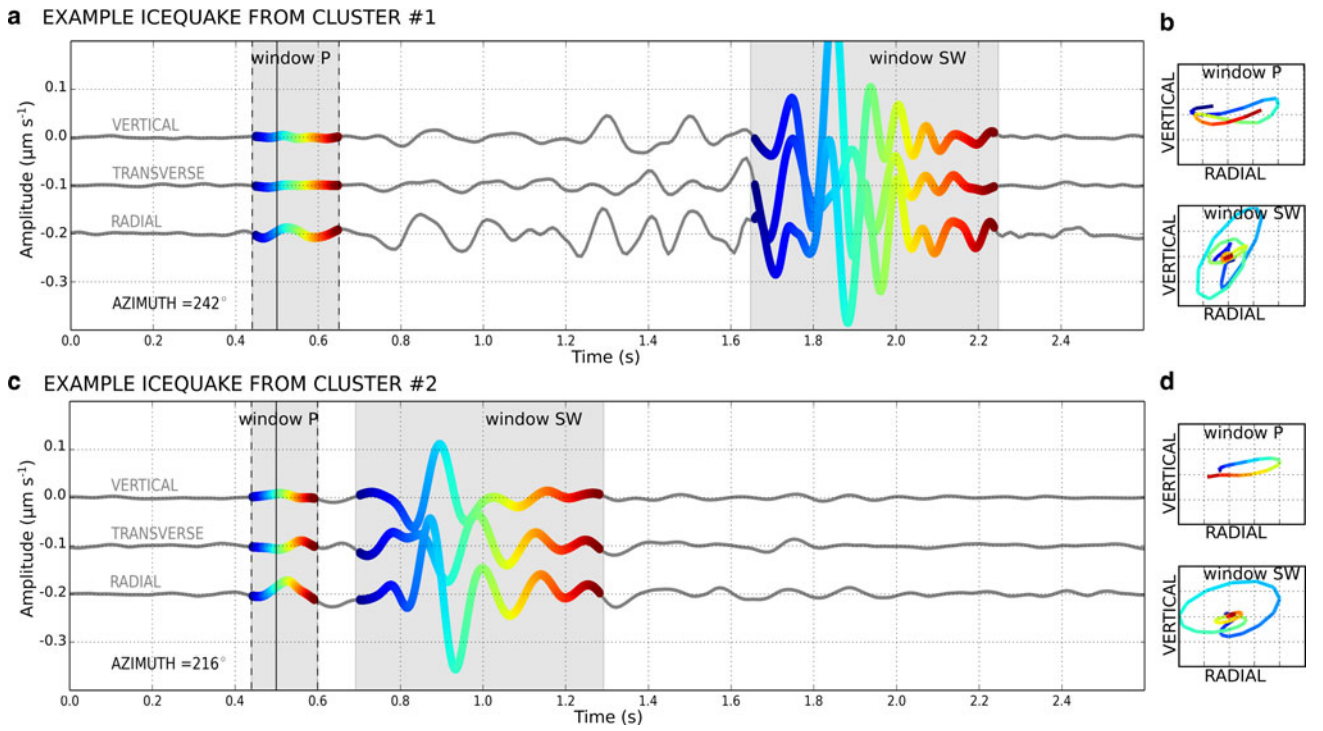 a EXAMPLE ICEQUAKE FROM CLUSTER #1
window P
window SW
0.1
0.0
-0.1
-0.2
-0.3
Amplitude (μm s-1)
VERTICAL
TRANSVERSE
RADIAL
AZIMUTH =242°
0.0 0.2 0.4 0.6 0.8 1.0 1.2 1.4 1.6 1.8 2.0 2.2 2.4
Time (s)
b
window P
VERTICAL
RADIAL
window SW
VERTICAL
RADIAL
c EXAMPLE ICEQUAKE FROM CLUSTER #2
window P
window SW
0.1
0.0
-0.1
-0.2
-0.3
Amplitude (μm s-1)
VERTICAL
TRANSVERSE
RADIAL
AZIMUTH =216°
0.0 0.2 0.4 0.6 0.8 1.0 1.2 1.4 1.6 1.8 2.0 2.2 2.4
Time (s)
d
window P
VERTICAL
RADIAL
window SW
VERTICAL
RADIAL